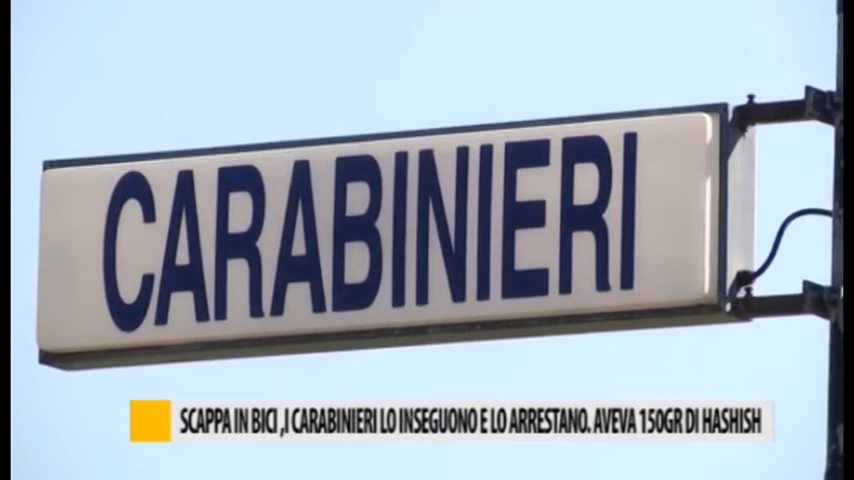 CARABINIERI
SCAPPA IN BICI ,I CARABINIERI LO INSEGUONO E LO ARRESTANO. AVEVA 150GR DI HASHISH